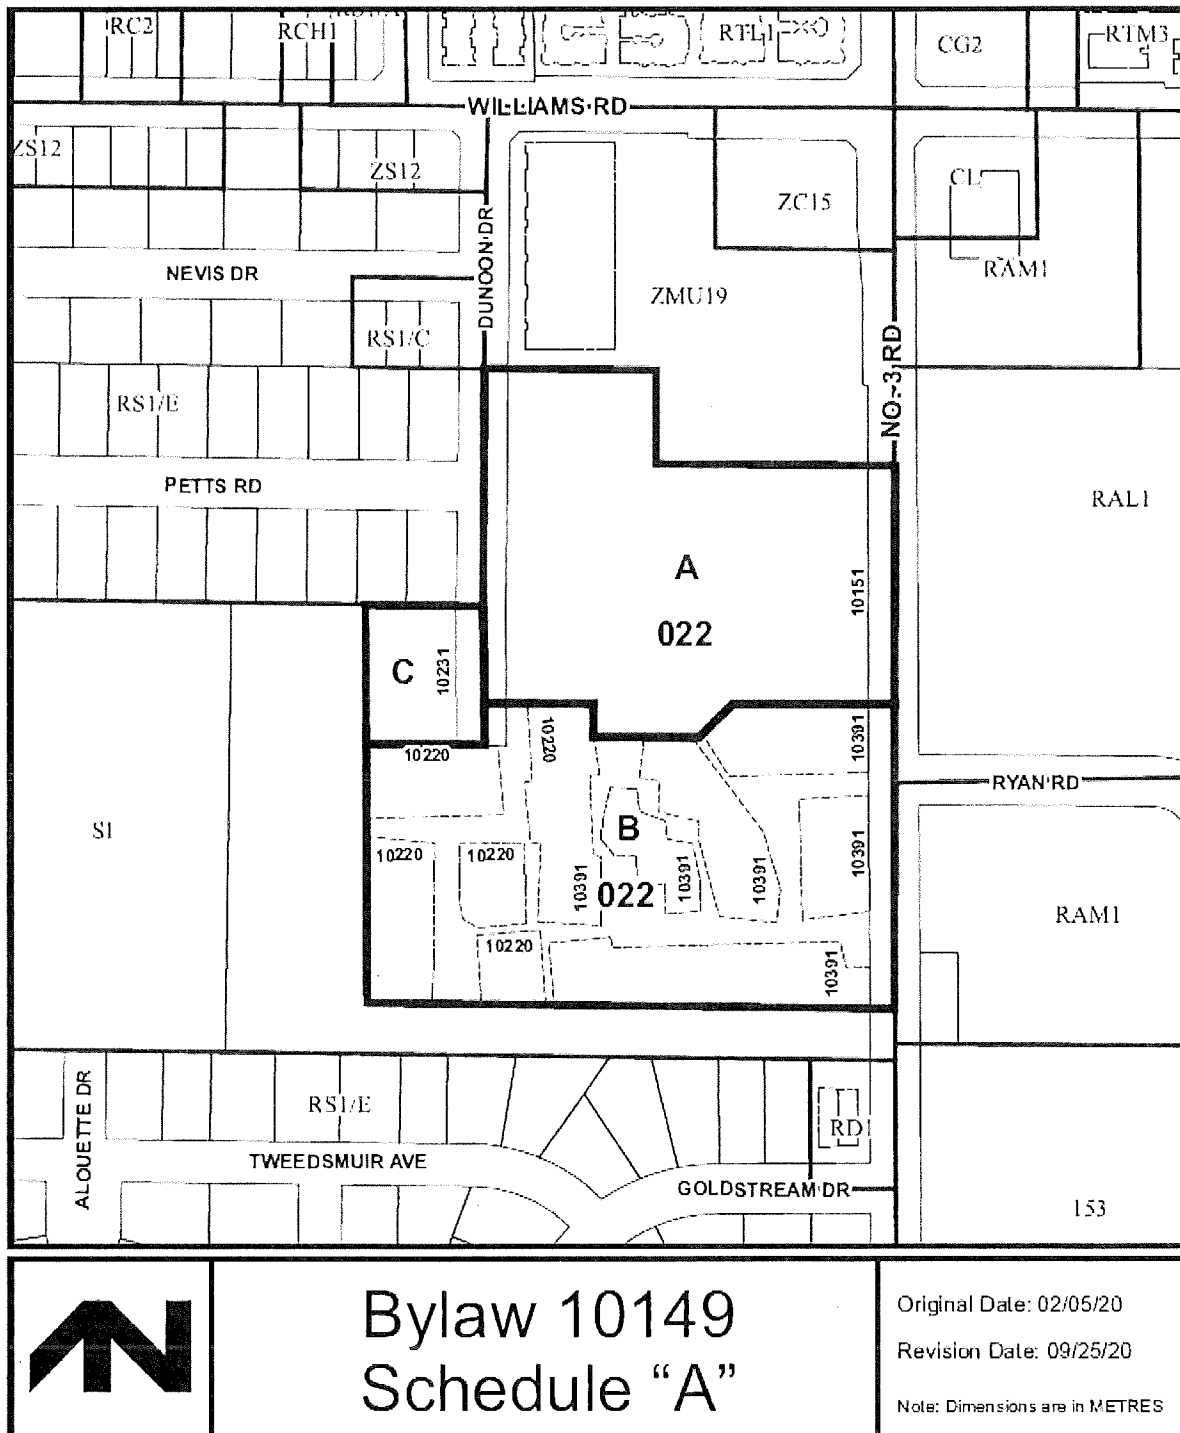 RC2
RCH1
RTL1
CG2
RTM3
WILLIAMS RD
ZS12
ZS12
ZC15
CL
DUNOON DR
NEVIS DR
RAM1
ZMU19
RS1/C
NO. 3 RD
RS1/E
PETTS RD
RAL1
A
10151
022
C
10231
10220
10220
10391
RYAN RD
S1
B
10220
10220
10391
10391
10391
10391
022
RAM1
10220
10391
ALOUETTE DR
RS1/E
RD
TWEEDSMUIR AVE
GOLDSTREAM DR
153
Bylaw 10149
Schedule “A”
Original Date: 02/05/20
Revision Date: 09/25/20
Note: Dimensions are in METRES